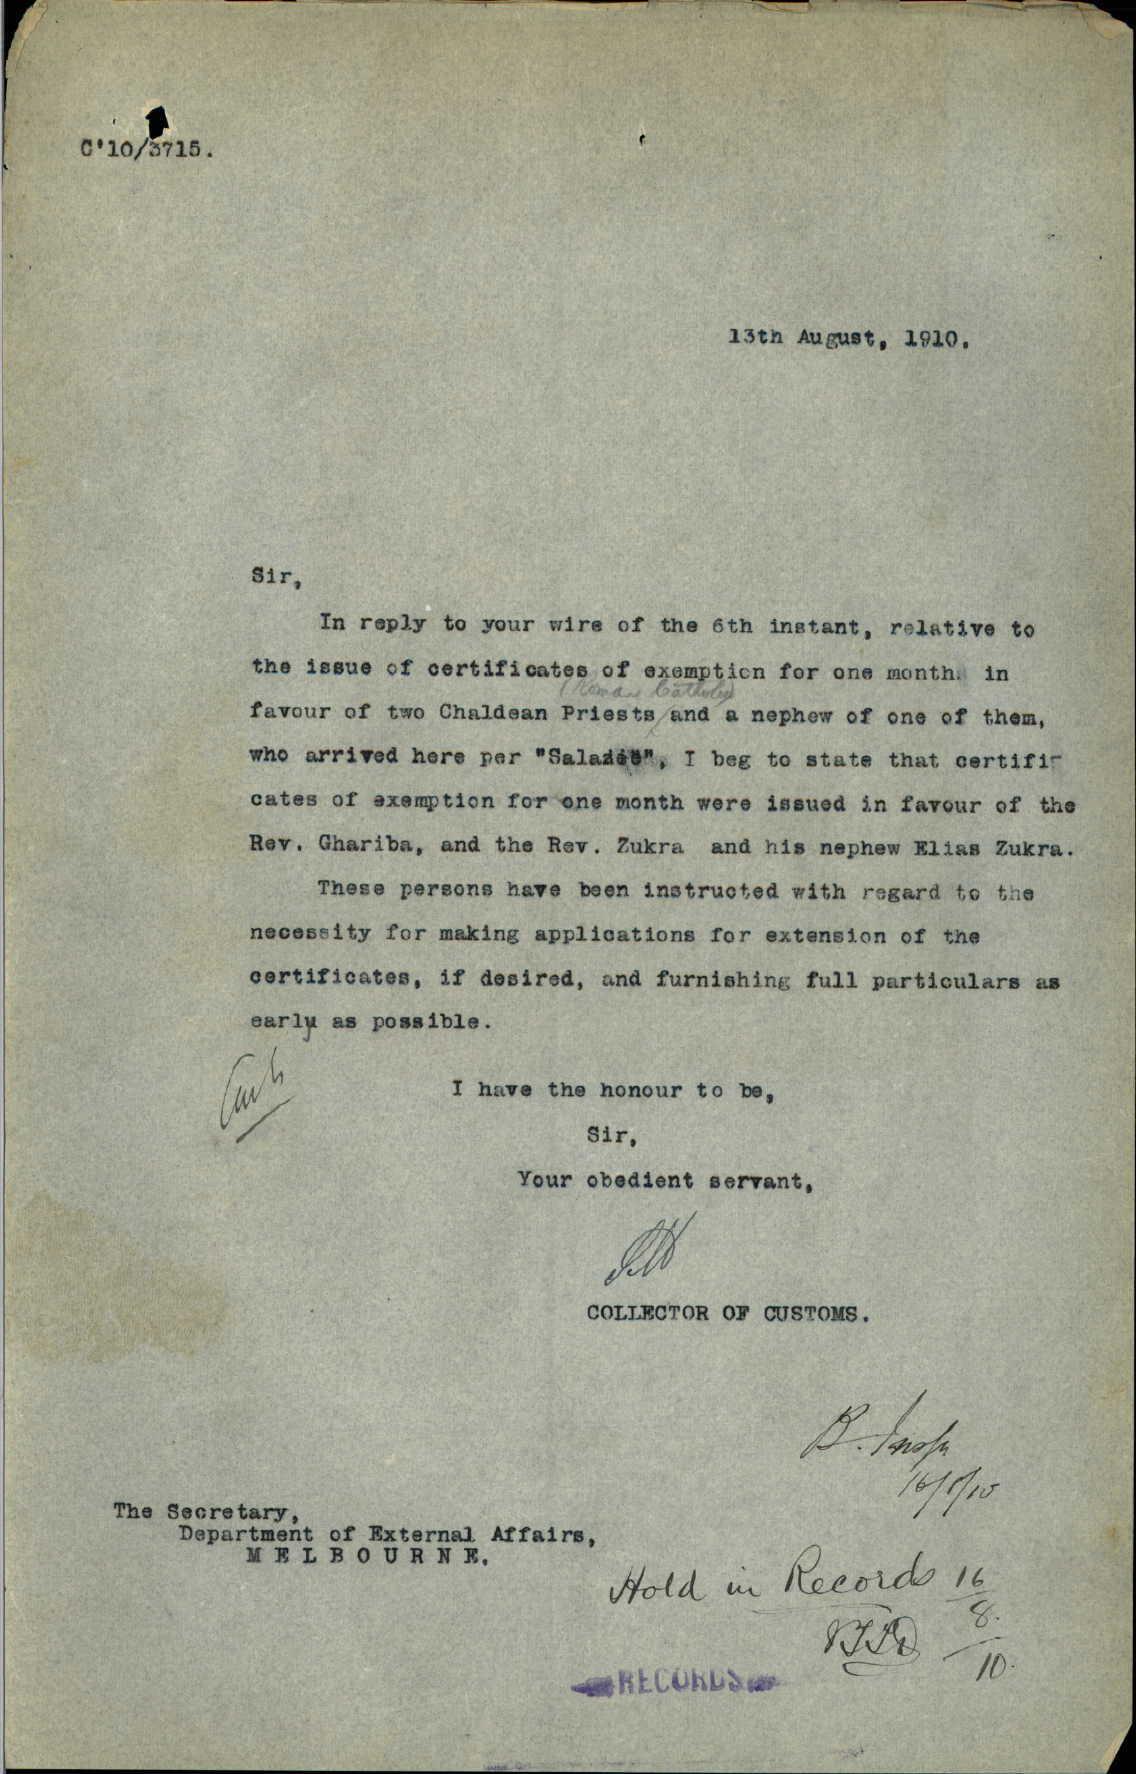 C'10/3715.
13th August, 1910.
Sir,
In reply to your wire of the 6th instant, relative to
the issue of certificates of exemption for one month in
(Roman Catholic)
favour of two Chaldean Priests and a nephew of one of them,
who arrived here per "Salazie", I beg to state that certifi-
cates of exemption for one month were issued in favour of the
Rev. Ghariba, and the Rev. Zukra and his nephew Elias Zukra.
These persons have been instructed with regard to the
necessity for making applications for extension of the
certificates, if desired, and furnishing full particulars as
early as possible.
I have the honour to be,
Sir,
Your obedient servant,
COLLECTOR OF CUSTOMS.
16/8/10
The Secretary,
Department of External Affairs,
M E L B O U R N E.
Hold in Records 16
8.
10.
RECORDS